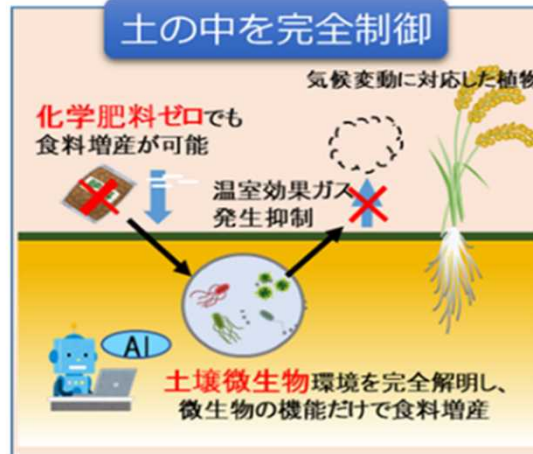 土の中を完全制御
気候変動に対応した植物
化学肥料ゼロでも
食料増産が可能
温室効果ガス
発生抑制
AI
土壌微生物環境を完全解明し、
微生物の機能だけで食料増産